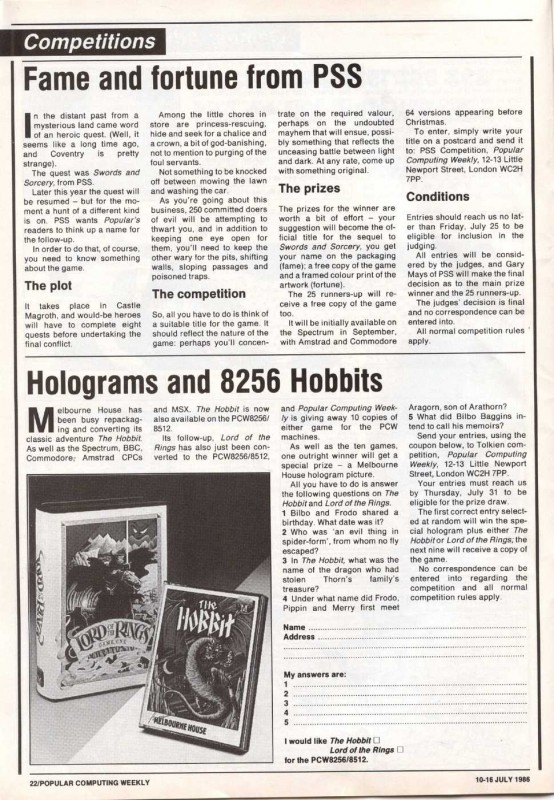 Competitions
Fame and fortune from PSS
In the distant past from a
mysterious land came word
of an heroic quest. (Well, it
seems like a long time ago,
and Coventry is pretty
strange).
The quest was Swords and
Sorcery, from PSS.
Later this year the quest will
be resumed – but for the mo-
ment a hunt of a different kind
is on. PSS wants Popular's
readers to think up a name for
the follow-up.
In order to do that, of course,
you need to know something
about the game.
The plot
It takes place in Castle
Magroth, and would-be heroes
will have to complete eight
quests before undertaking the
final conflict.
Among the little chores in
store are princess-rescuing,
hide and seek for a chalice and
a crown, a bit of god-banishing,
not to mention to purging of the
foul servants.
Not something to be knocked
off between mowing the lawn
and washing the car.
As you're going about this
business, 250 committed doers
of evil will be attempting to
thwart you, and in addition to
keeping one eye open for
them, you'll need to keep the
other wary for the pits, shifting
walls, sloping passages and
poisoned traps.
The competition
So, all you have to do is think of
a suitable title for the game. It
should reflect the nature of the
game: perhaps you'll concen-
trate on the required valour,
perhaps on the undoubted
mayhem that will ensue, possi-
bly something that reflects the
unceasing battle between light
and dark. At any rate, come up
with something original.
The prizes
The prizes for the winner are
worth a bit of effort – your
suggestion will become the of-
ficial title for the sequel to
Swords and Sorcery, you get
your name on the packaging
(fame); a free copy of the game
and a framed colour print of the
artwork (fortune).
The 25 runners-up will re-
ceive a free copy of the game
too.
It will be initially available on
the Spectrum in September,
with Amstrad and Commodore
64 versions appearing before
Christmas.
To enter, simply write your
title on a postcard and send it
to: PSS Competition, Popular
Computing Weekly, 12-13 Little
Newport Street, London WC2H
7PP.
Conditions
Entries should reach us no lat-
er than Friday, July 25 to be
eligible for inclusion in the
judging.
All entries will be consid-
ered by the judges, and Gary
Mays of PSS will make the final
decision as to the main prize
winner and the 25 runners-up.
The judges' decision is final
and no correspondence can be
entered into.
All normal competition rules
apply.
Holograms and 8256 Hobbits
Melbourne House has
been busy repackag-
ing and converting its
classic adventure The Hobbit.
As well as the Spectrum, BBC,
Commodore, Amstrad CPCs
and MSX. The Hobbit is now
also available on the PCW8256/
8512.
Its follow-up, Lord of the
Rings has also just been con-
verted to the PCW8256/8512,
and Popular Computing Week-
ly is giving away 10 copies of
either game for the PCW
machines.
As well as the ten games,
one outright winner will get a
special prize – a Melbourne
House hologram picture.
All you have to do is answer
the following questions on The
Hobbit and Lord of the Rings.
1 Bilbo and Frodo shared a
birthday. What date was it?
2 Who was 'an evil thing in
spider-form', from whom no fly
escaped?
3 In The Hobbit, what was the
name of the dragon who had
stolen Thorn's family's
treasure?
4 Under what name did Frodo,
Pippin and Merry first meet
Aragorn, son of Arathorn?
5 What did Bilbo Baggins in-
tend to call his memoirs?
Send your entries, using the
coupon below, to Tolkien com-
petition, Popular Computing
Weekly, 12-13 Little Newport
Street, London WC2H 7PP.
Your entries must reach us
by Thursday, July 31 to be
eligible for the prize draw.
The first correct entry select-
ed at random will win the spe-
cial hologram plus either The
Hobbit or Lord of the Rings; the
next nine will receive a copy of
the game.
No correspondence can be
entered into regarding the
competition and all normal
competition rules apply.
LORD OF THE RINGS
GAME ONE
THE HOBBIT
MELBOURNE HOUSE
Name
Address
My answers are:
1
2
3
4
5
I would like The Hobbit □
Lord of the Rings □
for the PCW8256/8512.
22/POPULAR COMPUTING WEEKLY
10-16 JULY 1986